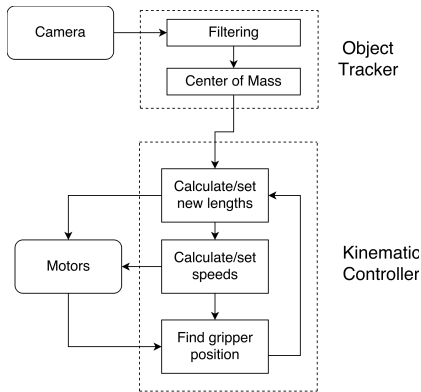 Camera
Filtering
Center of Mass
Object
Tracker
Calculate/set
new lengths
Motors
Calculate/set
speeds
Kinematic
Controller
Find gripper
position